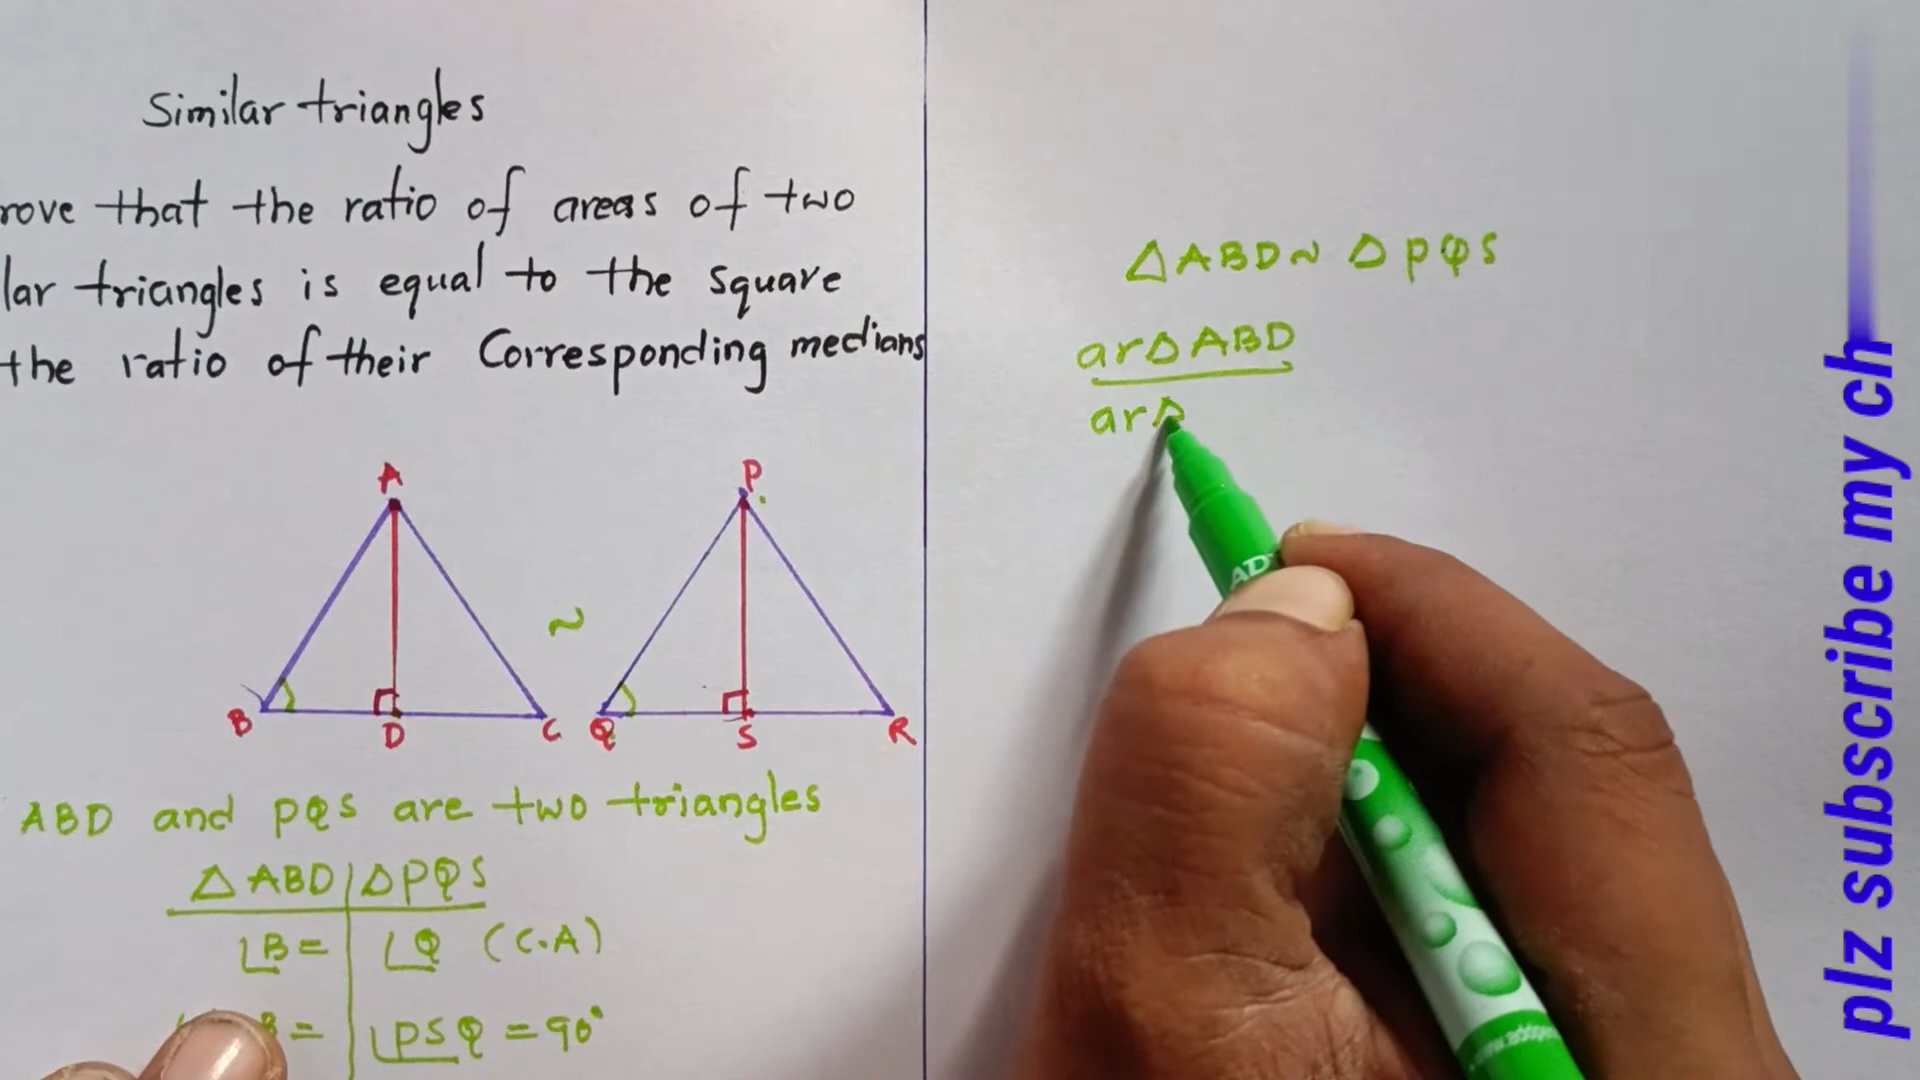 Similar triangles
rove that the ratio of areas of two
lar triangles is equal to the square
the ratio of their Corresponding medians
A
P
~
B
D
C
Q
S
R
ABD and PQS are two triangles
△ ABD | △ PQS
∠B = ∠Q (C.A)
B = ∠PSQ = 90°
△ ABD ~ △ PQS
ar△ ABD
ar△
AD
plz subscribe my ch